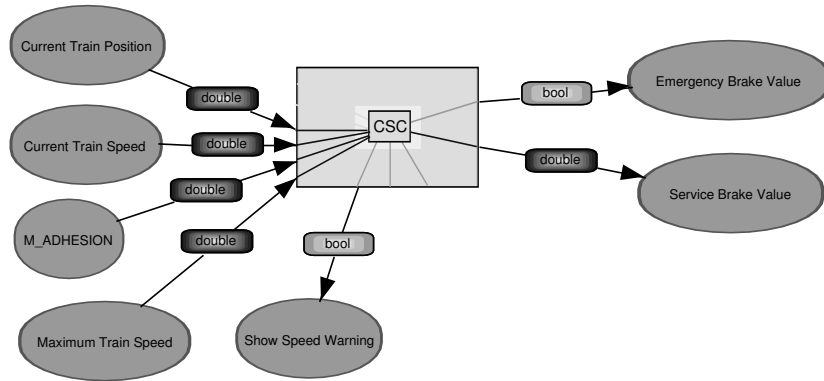 Current Train Position
double
Current Train Speed
double
M_ADHESION
double
Maximum Train Speed
double
CSC
bool
Show Speed Warning
bool
Emergency Brake Value
double
Service Brake Value